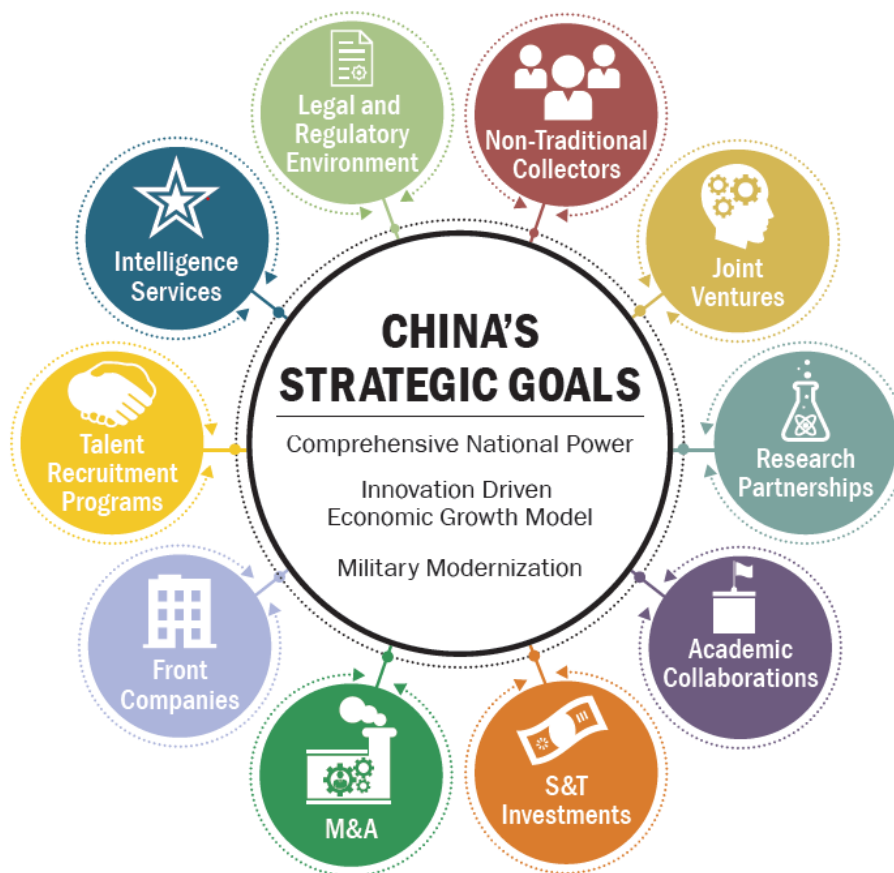 CHINA'S
STRATEGIC GOALS
Comprehensive National Power
Innovation Driven
Economic Growth Model
Military Modernization
Legal and
Regulatory
Environment
Non-Traditional
Collectors
Joint
Ventures
Research
Partnerships
Academic
Collaborations
S&T
Investments
M&A
Front
Companies
Talent
Recruitment
Programs
Intelligence
Services